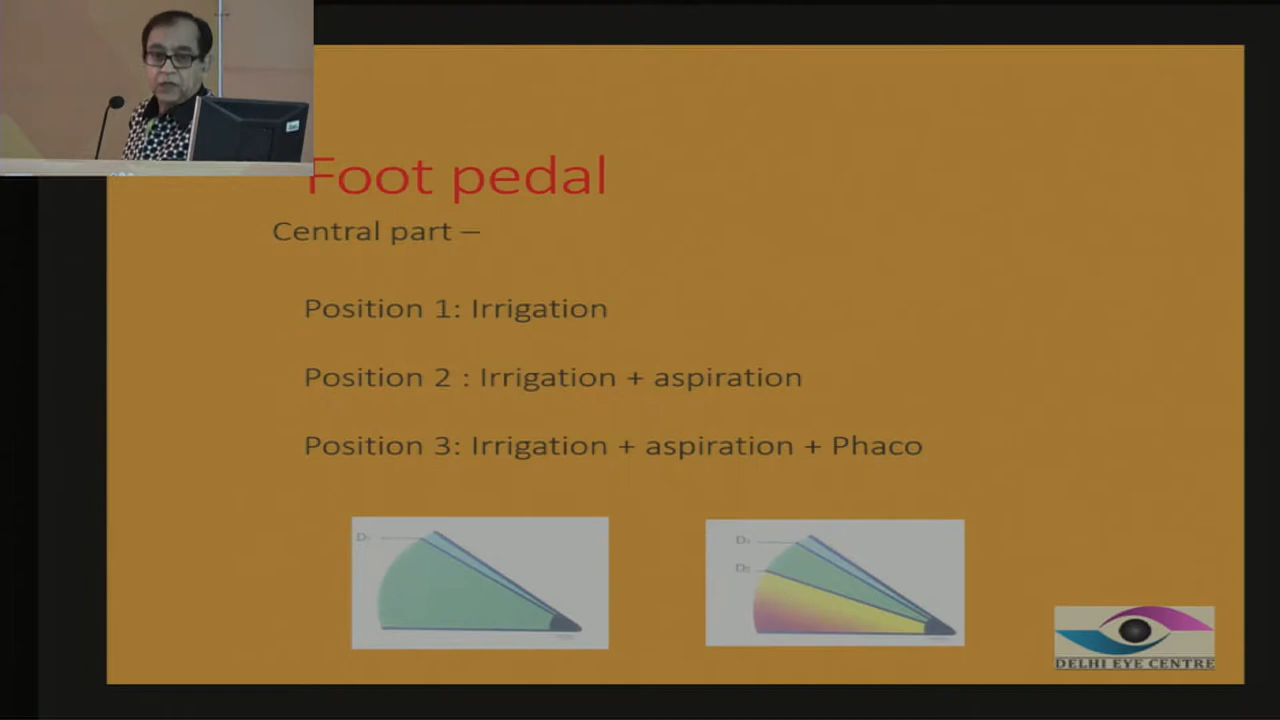 Foot pedal
Central part –
Position 1: Irrigation
Position 2 : Irrigation + aspiration
Position 3: Irrigation + aspiration + Phaco
D₁
D₂
DELHI EYE CENTRE